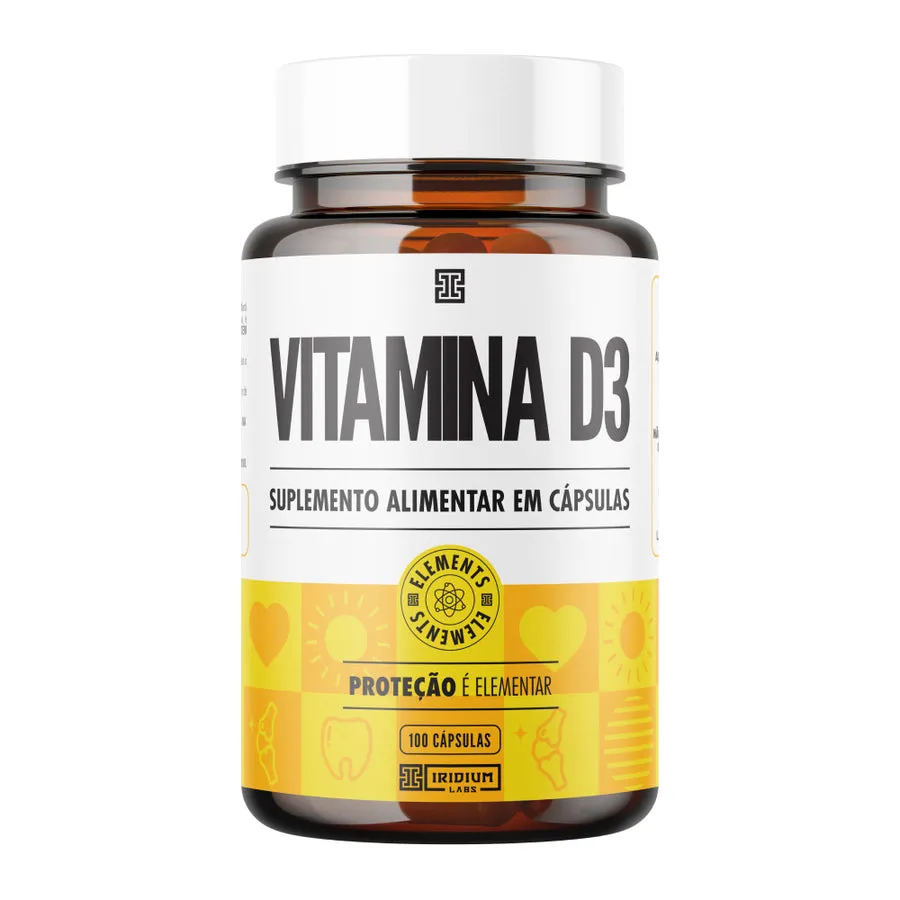 VITAMINA D3
SUPLEMENTO ALIMENTAR EM CÁPSULAS
ELEMENTS
ELEMENTS
PROTEÇÃO É ELEMENTAR
100 CÁPSULAS
IRIDIUM
LABS